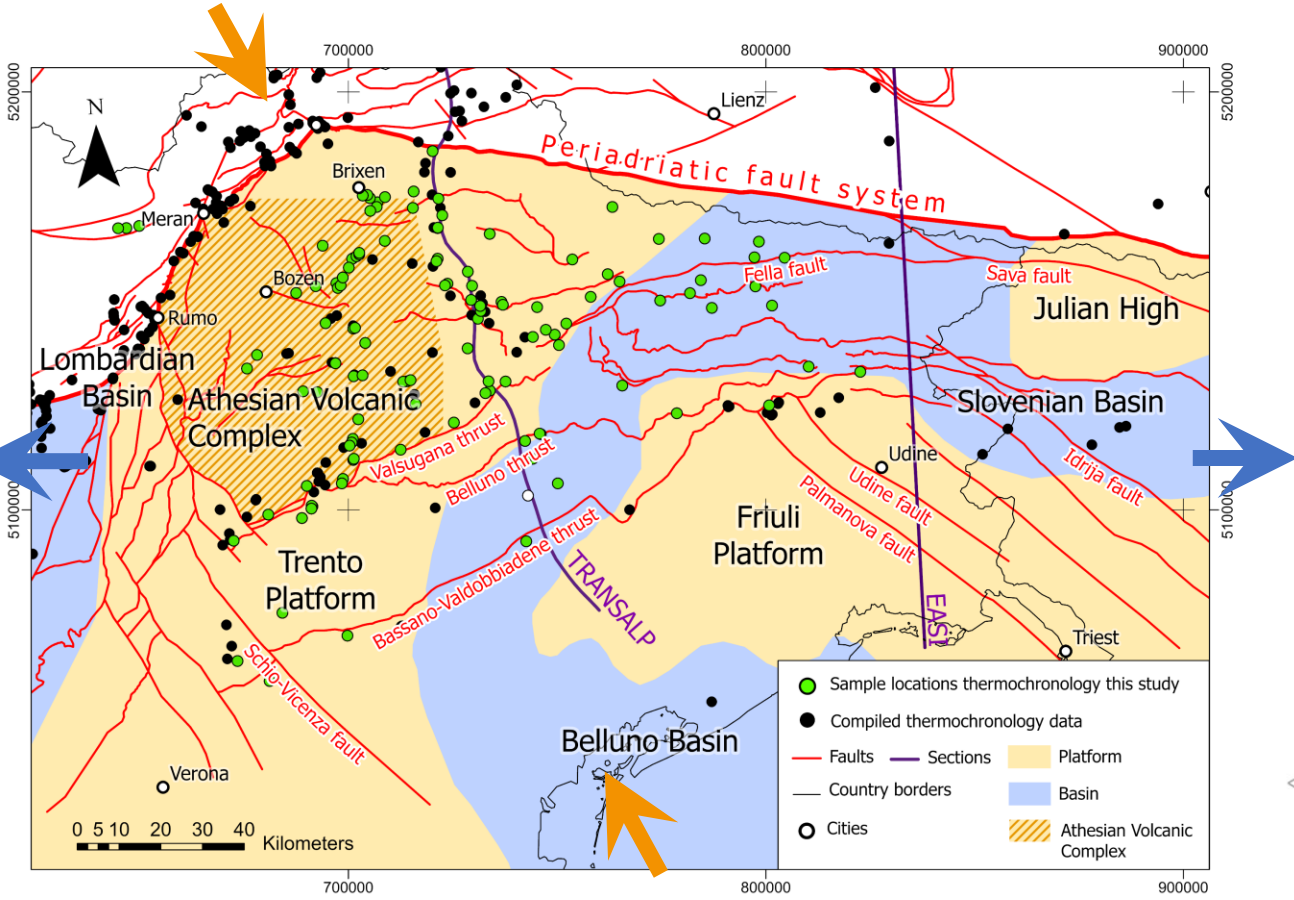 700000
800000
900000
5200000
5200000
N
Lienz
Periadriatic fault system
Brixen
Meran
Bozen
Fella fault
Sava fault
Julian High
Rumo
Lombardian
Basin
Athesian Volcanic
Complex
Slovenian Basin
Valsugana thrust
Belluno thrust
Udine
Idrija fault
Udine fault
Palmanova fault
5100000
5100000
Friuli
Platform
Trento
Platform
Bassano-Valdobbiadene thrust
TRANSALP
EASI
Triest
Schio-Vicenza fault
Belluno Basin
Verona
0 5 10 20 30 40
Kilometers
Sample locations thermochronology this study
Compiled thermochronology data
Faults
Sections
Platform
Country borders
Basin
Cities
Athesian Volcanic
Complex
700000
800000
900000